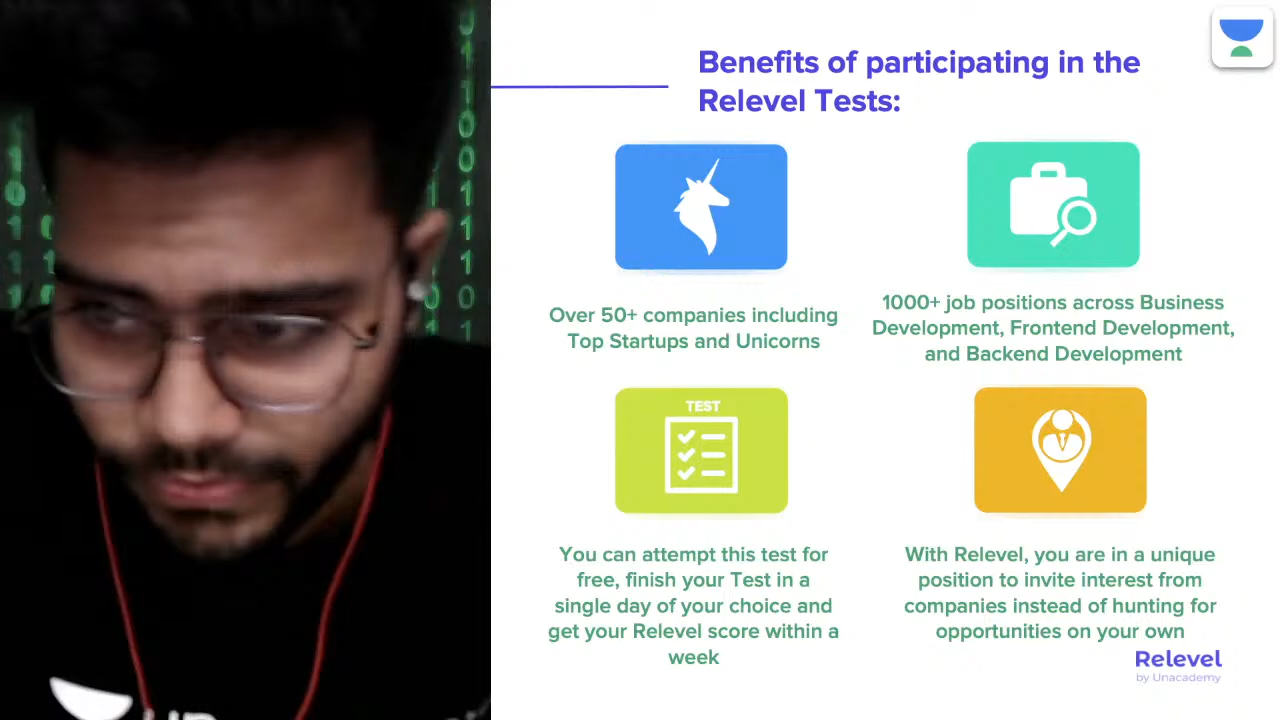 Benefits of participating in the
Relevel Tests:
Over 50+ companies including
Top Startups and Unicorns
1000+ job positions across Business
Development, Frontend Development,
and Backend Development
TEST
You can attempt this test for
free, finish your Test in a
single day of your choice and
get your Relevel score within a
week
With Relevel, you are in a unique
position to invite interest from
companies instead of hunting for
opportunities on your own
Relevel
by Unacademy